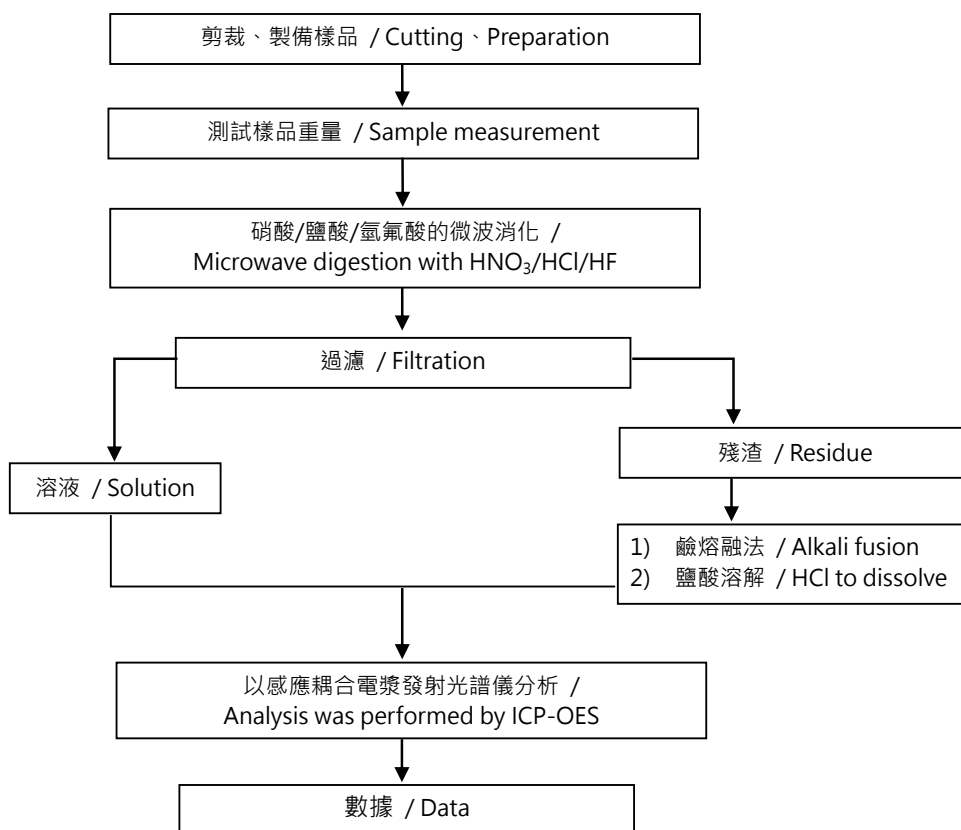 剪裁、製備樣品 / Cutting、Preparation
測試樣品重量 / Sample measurement
硝酸/鹽酸/氫氟酸的微波消化 /
Microwave digestion with HNO₃/HCl/HF
過濾 / Filtration
溶液 / Solution
殘渣 / Residue
1) 鹼熔融法 / Alkali fusion
2) 鹽酸溶解 / HCl to dissolve
以感應耦合電漿發射光譜儀分析 /
Analysis was performed by ICP-OES
數據 / Data